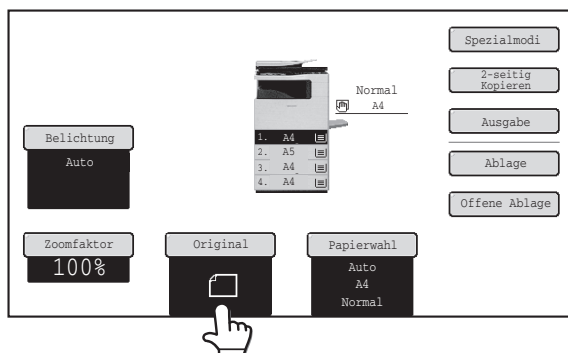 Spezialmodi
2-seitig
Kopieren
Ausgabe
Ablage
Offene Ablage
Normal
A4
1. A4
2. A5
3. A4
4. A4
Belichtung
Auto
Zoomfaktor
100%
Original
Papierwahl
Auto
A4
Normal